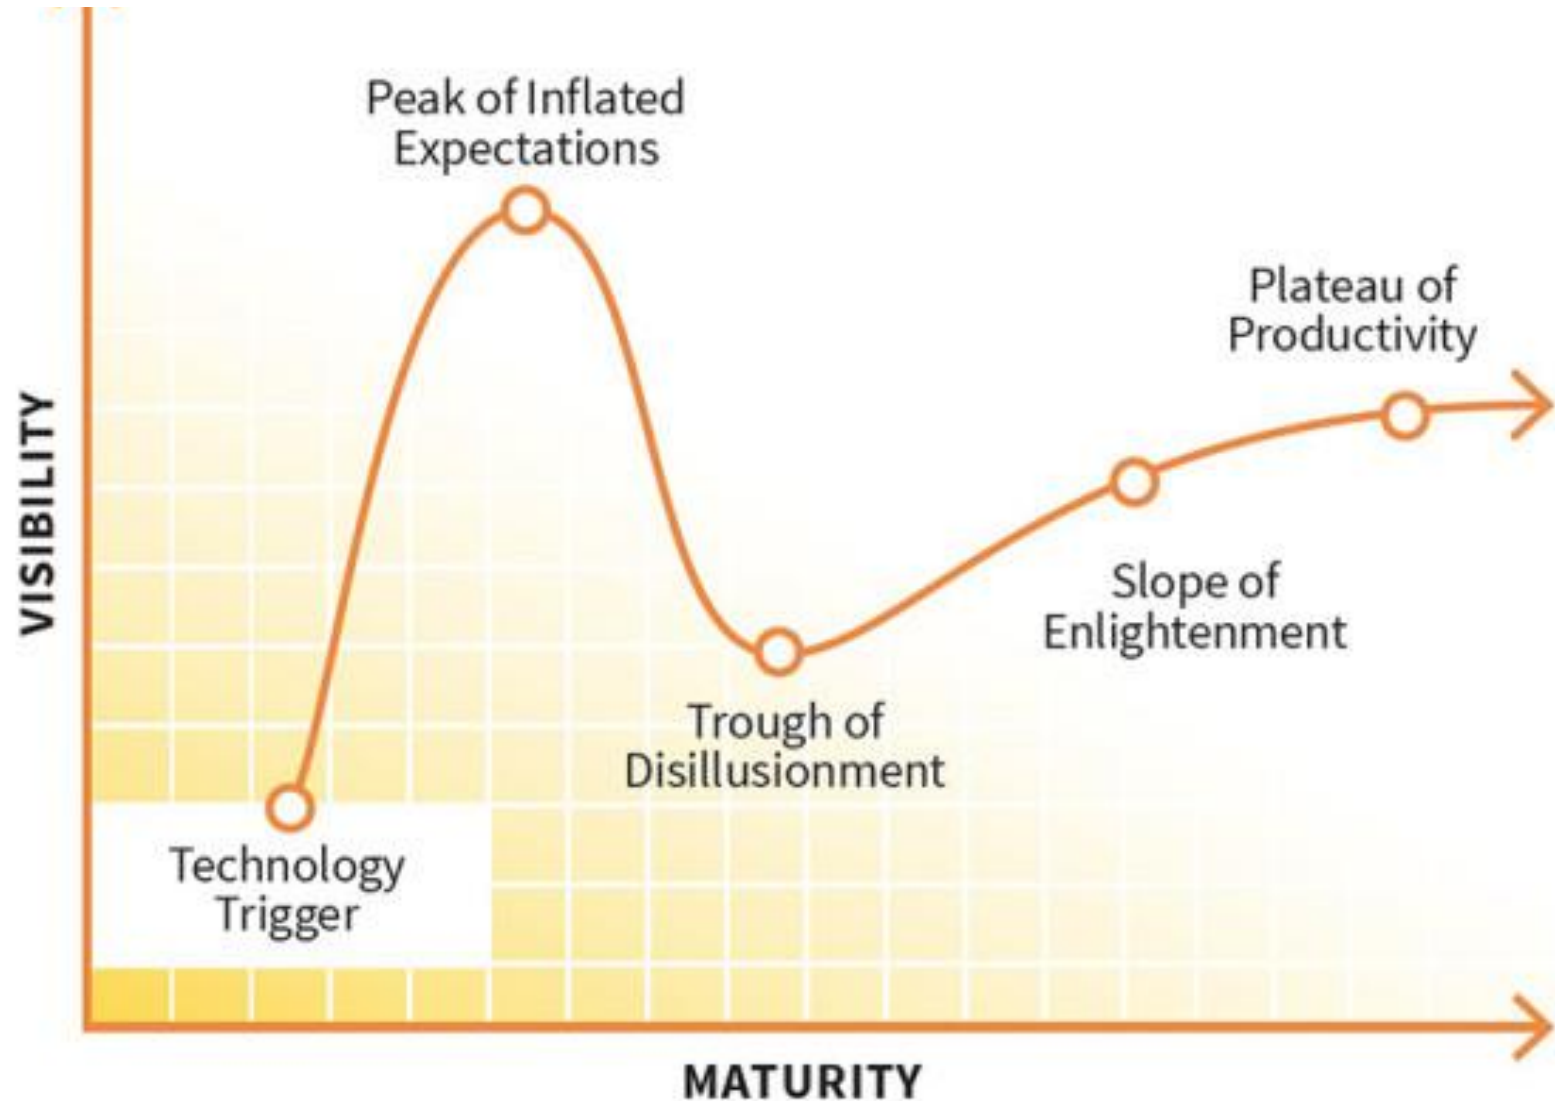 Peak of Inflated
Expectations
Plateau of
Productivity
VISIBILITY
Slope of
Enlightenment
Trough of
Disillusionment
Technology
Trigger
MATURITY